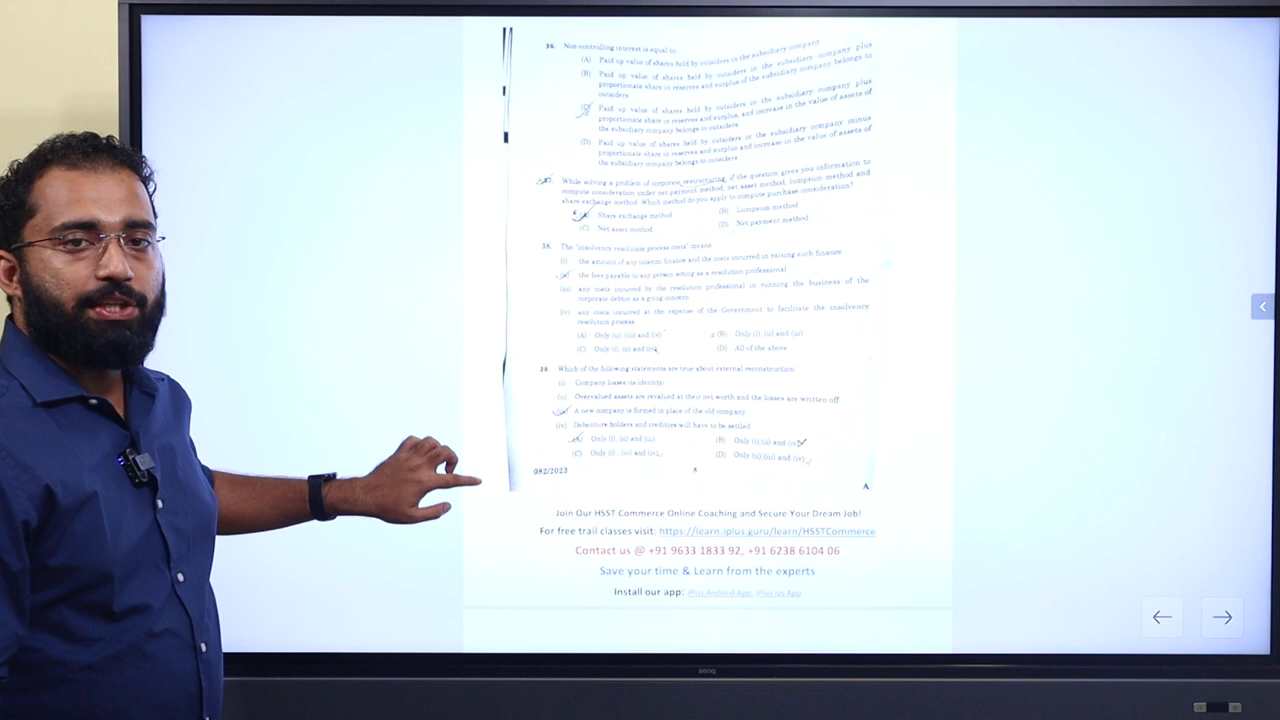 36. Non-controlling interest is equal to:
(A) Paid up value of shares held by outsiders in the subsidiary company
(B) Paid up value of shares held by outsiders in the subsidiary company plus
proportionate share in reserves and surplus of the subsidiary company belongs to
outsiders
(C) Paid up value of shares held by outsiders in the subsidiary company plus
proportionate share in reserves and surplus, and increase in the value of assets of
the subsidiary company belongs to outsiders
(D) Paid up value of shares held by outsiders in the subsidiary company minus
proportionate share in reserves and surplus and increase in the value of assets of
the subsidiary company belongs to outsiders
37. While solving a problem of corporate restructuring, if the question gives you information to
compute consideration under net payment method, net asset method, lumpsum method and
share exchange method. Which method do you apply to compute purchase consideration?
(A) Share exchange method (B) Lumpsum method
(C) Net asset method (D) Net payment method
38. The "insolvency resolution process costs" means:
(i) the amount of any interim finance and the costs incurred in raising such finance
(ii) the fees payable to any person acting as a resolution professional
(iii) any costs incurred by the resolution professional in running the business of the
corporate debtor as a going concern
(iv) any costs incurred at the expense of the Government to facilitate the insolvency
resolution process
(A) Only (ii), (iii) and (iv) (B) Only (i), (ii) and (iii)
(C) Only (i), (ii) and (iv) (D) All of the above
39. Which of the following statements are true about external reconstruction:
(i) Company losses its identity
(ii) Overvalued assets are revalued at their net worth and the losses are written off
(iii) A new company is formed in place of the old company
(iv) Debenture holders and creditors will have to be settled
(A) Only (i), (ii) and (iii) (B) Only (i), (ii) and (iv)
(C) Only (i), (iii) and (iv) (D) Only (ii), (iii) and (iv)
082/2023 8 A
Join Our HSST Commerce Online Coaching and Secure Your Dream Job!
For free trail classes visit: https://learn.iplus.guru/learn/HSSTCommerce
Contact us @ +91 9633 1833 92, +91 6238 6104 06
Save your time & Learn from the experts
Install our app: iPlus Android App, iPlus ios App
BenQ